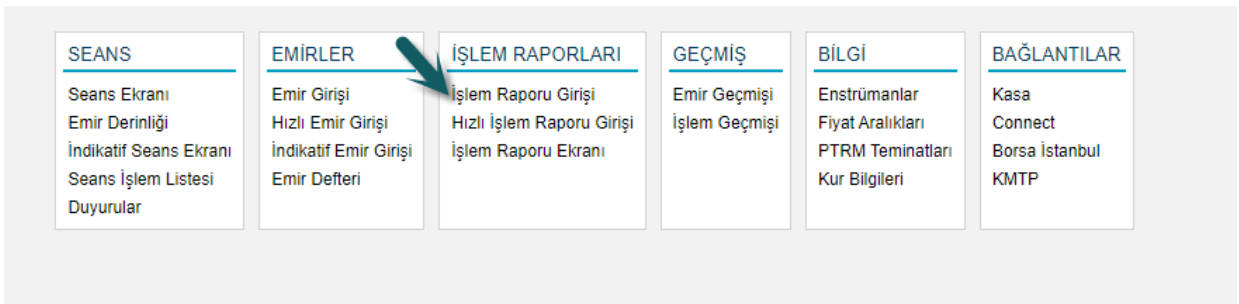 SEANS
Seans Ekranı
Emir Derinliği
İndikatif Seans Ekranı
Seans İşlem Listesi
Duyurular
EMİRLER
Emir Girişi
Hızlı Emir Girişi
İndikatif Emir Girişi
Emir Defteri
İŞLEM RAPORLARI
İşlem Raporu Girişi
Hızlı İşlem Raporu Girişi
İşlem Raporu Ekranı
GEÇMİŞ
Emir Geçmişi
İşlem Geçmişi
BİLGİ
Enstrümanlar
Fiyat Aralıkları
PTRM Teminatları
Kur Bilgileri
BAĞLANTILAR
Kasa
Connect
Borsa İstanbul
KMTP